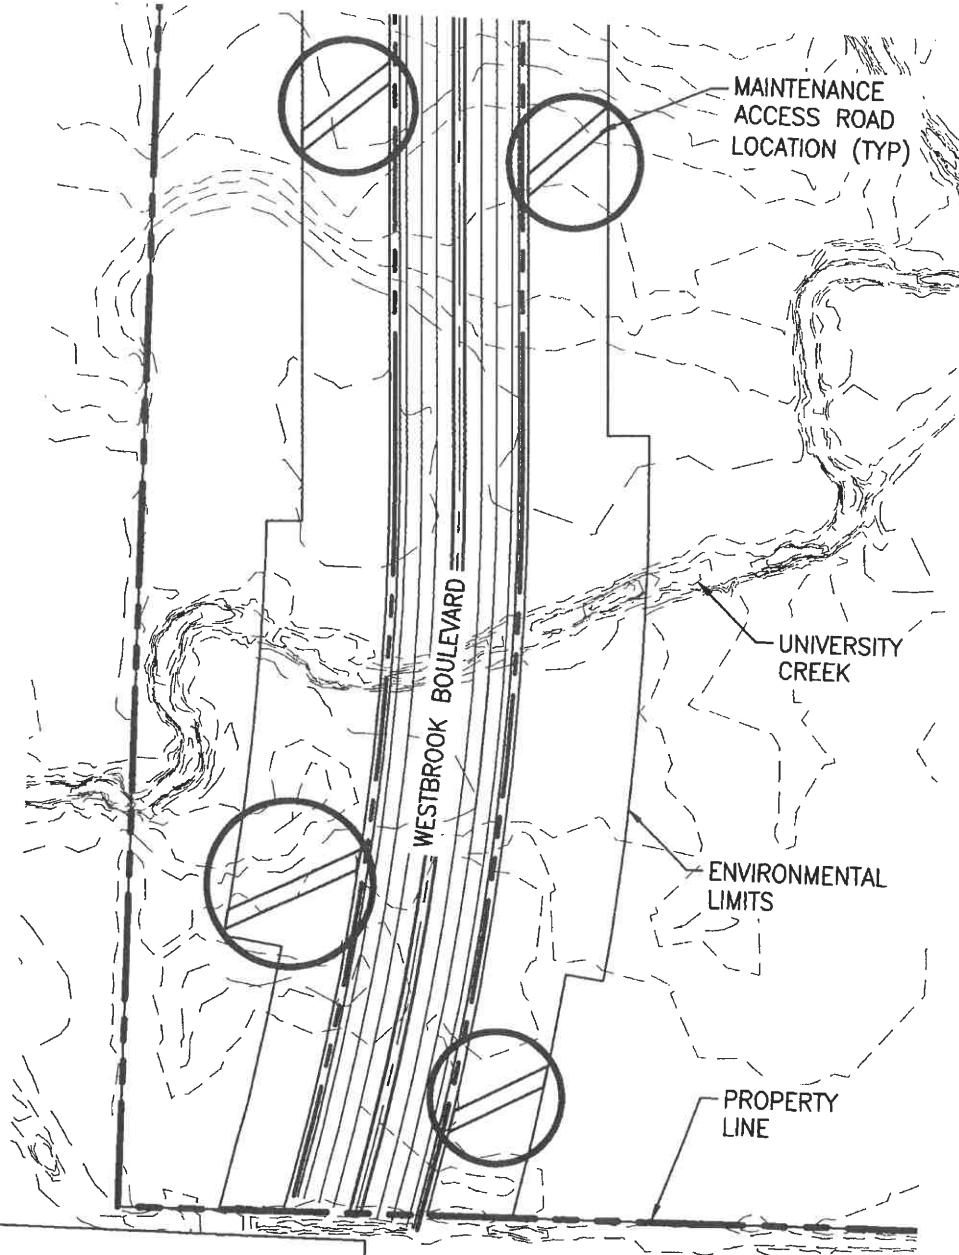 MAINTENANCE
ACCESS ROAD
LOCATION (TYP)
WESTBROOK BOULEVARD
UNIVERSITY
CREEK
ENVIRONMENTAL
LIMITS
PROPERTY
LINE